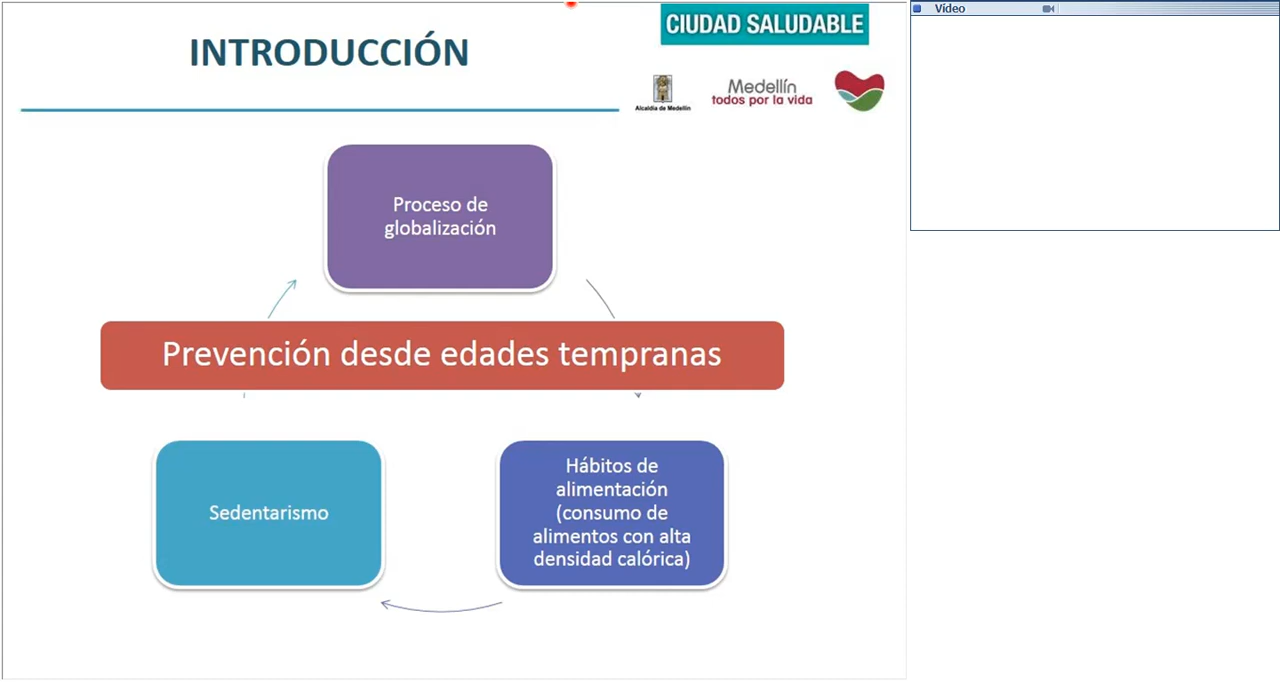 Vídeo
INTRODUCCIÓN
CIUDAD SALUDABLE
Alcaldía de Medellín
Medellín
todos por la vida
Proceso de
globalización
Prevención desde edades tempranas
Sedentarismo
Hábitos de
alimentación
(consumo de
alimentos con alta
densidad calórica)